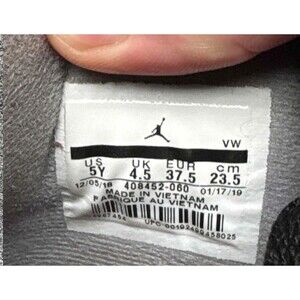 VW
US UK EUR cm
5Y 4.5 37.5 23.5
12/05/18 408452-060 01/17/19
MADE IN VIETNAM
FABRIQUE AU VIETNAM